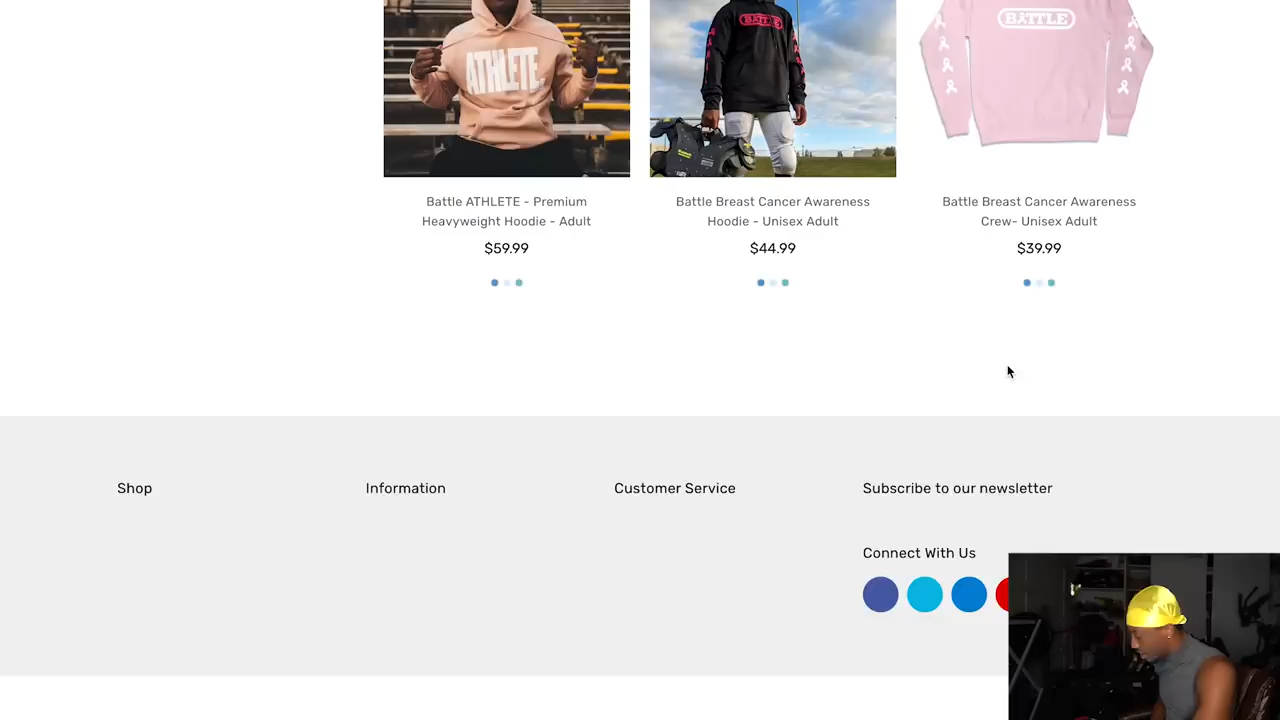 ATHLETE.
BATTLE
BATTLE
Battle ATHLETE - Premium
Heavyweight Hoodie - Adult
$59.99
Battle Breast Cancer Awareness
Hoodie - Unisex Adult
$44.99
Battle Breast Cancer Awareness
Crew- Unisex Adult
$39.99
Shop
Information
Customer Service
Subscribe to our newsletter
Connect With Us